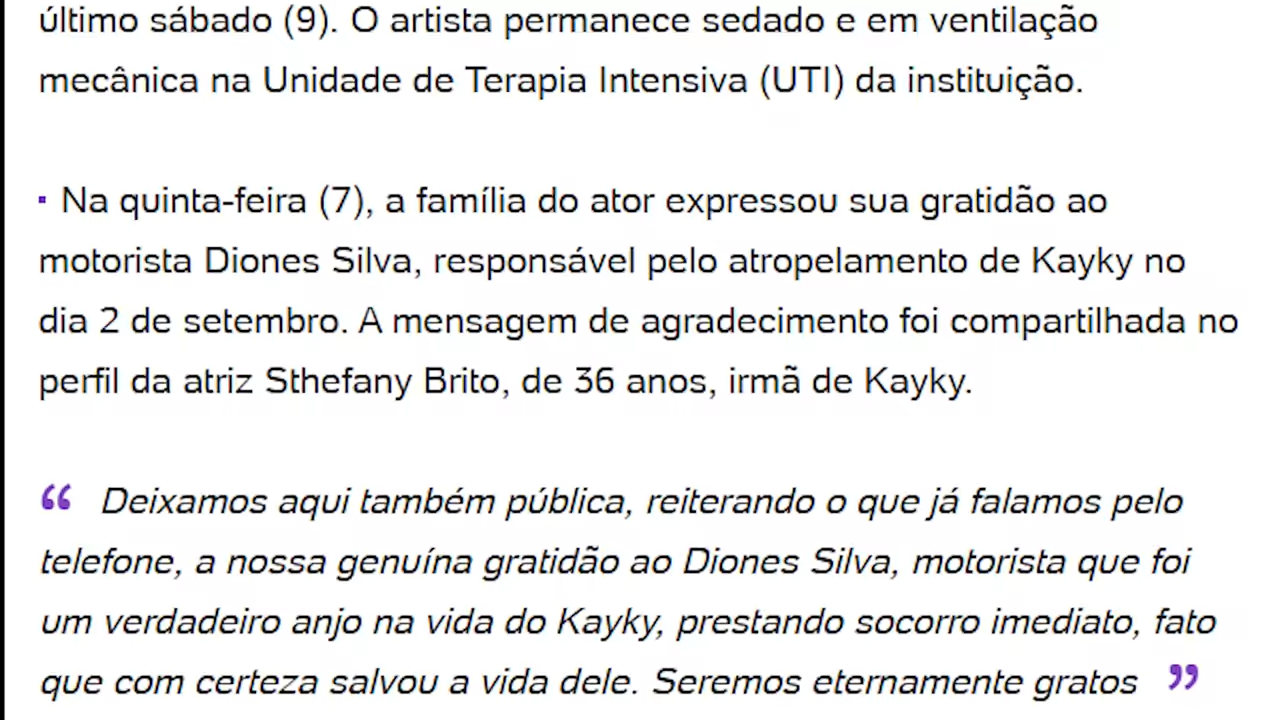 último sábado (9). O artista permanece sedado e em ventilação
mecânica na Unidade de Terapia Intensiva (UTI) da instituição.
· Na quinta-feira (7), a família do ator expressou sua gratidão ao
motorista Diones Silva, responsável pelo atropelamento de Kayky no
dia 2 de setembro. A mensagem de agradecimento foi compartilhada no
perfil da atriz Sthefany Brito, de 36 anos, irmã de Kayky.
“ Deixamos aqui também pública, reiterando o que já falamos pelo
telefone, a nossa genuína gratidão ao Diones Silva, motorista que foi
um verdadeiro anjo na vida do Kayky, prestando socorro imediato, fato
que com certeza salvou a vida dele. Seremos eternamente gratos ”